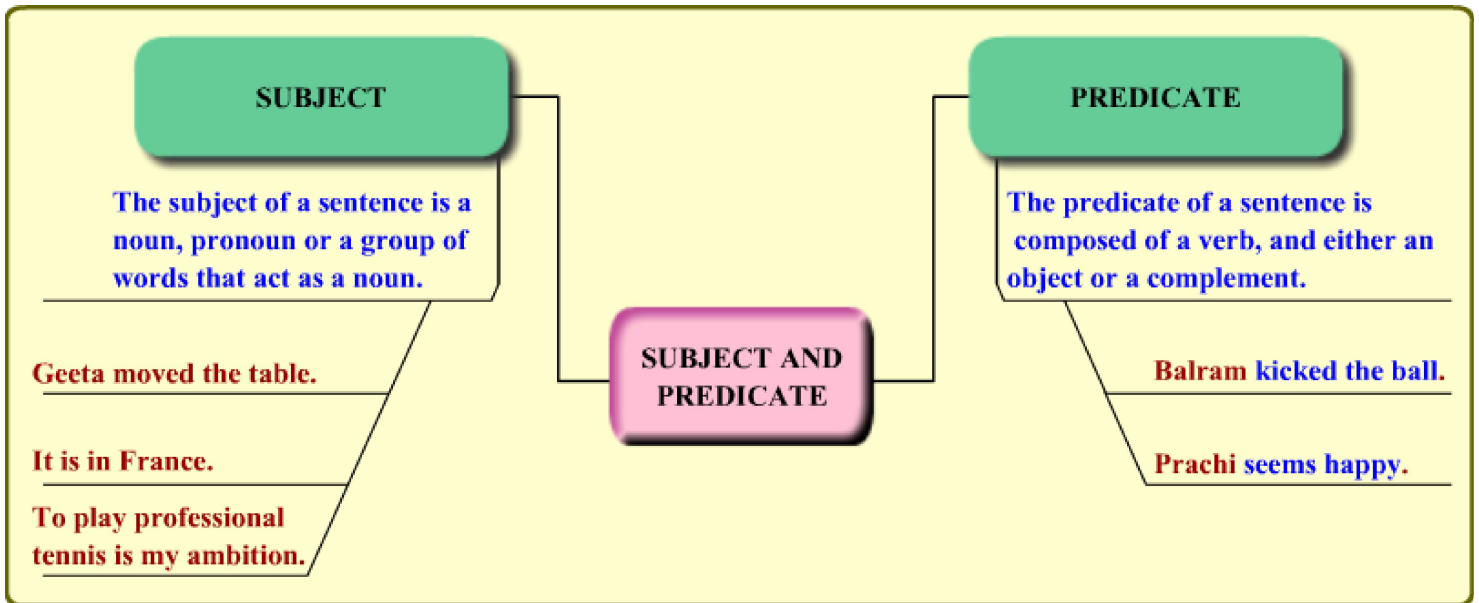 SUBJECT
The subject of a sentence is a
noun, pronoun or a group of
words that act as a noun.
Geeta moved the table.
It is in France.
To play professional
tennis is my ambition.
SUBJECT AND
PREDICATE
PREDICATE
The predicate of a sentence is
composed of a verb, and either an
object or a complement.
Balram kicked the ball.
Prachi seems happy.